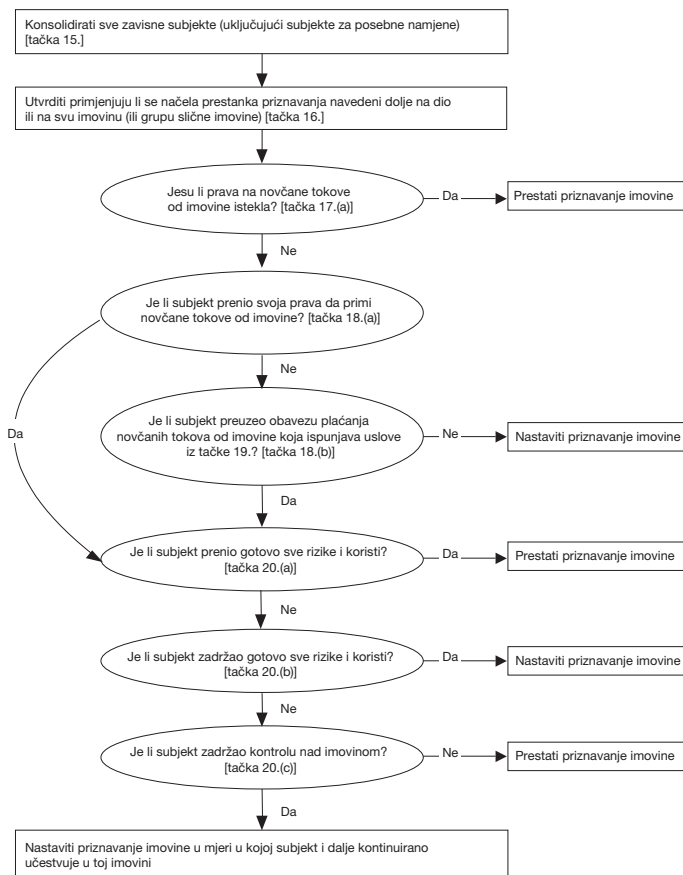 Konsolidirati sve zavisne subjekte (uključujući subjekte za posebne namjene)
[tačka 15.]
Utvrditi primjenjuju li se načela prestanka priznavanja navedeni dolje na dio
ili na svu imovinu (ili grupu slične imovine) [tačka 16.]
Jesu li prava na novčane tokove
od imovine istekla? [tačka 17.(a)]
Da
Prestati priznavanje imovine
Ne
Je li subjekt prenio svoja prava da primi
novčane tokove od imovine? [tačka 18.(a)]
Ne
Da
Je li subjekt preuzeo obavezu plaćanja
novčanih tokova od imovine koja ispunjava uslove
iz tačke 19.? [tačka 18.(b)]
Ne
Nastaviti priznavanje imovine
Da
Je li subjekt prenio gotovo sve rizike i koristi?
[tačka 20.(a)]
Da
Prestati priznavanje imovine
Ne
Je li subjekt zadržao gotovo sve rizike i koristi?
[tačka 20.(b)]
Da
Nastaviti priznavanje imovine
Ne
Je li subjekt zadržao kontrolu nad imovinom?
[tačka 20.(c)]
Ne
Prestati priznavanje imovine
Da
Nastaviti priznavanje imovine u mjeri u kojoj subjekt i dalje kontinuirano
učestvuje u toj imovini